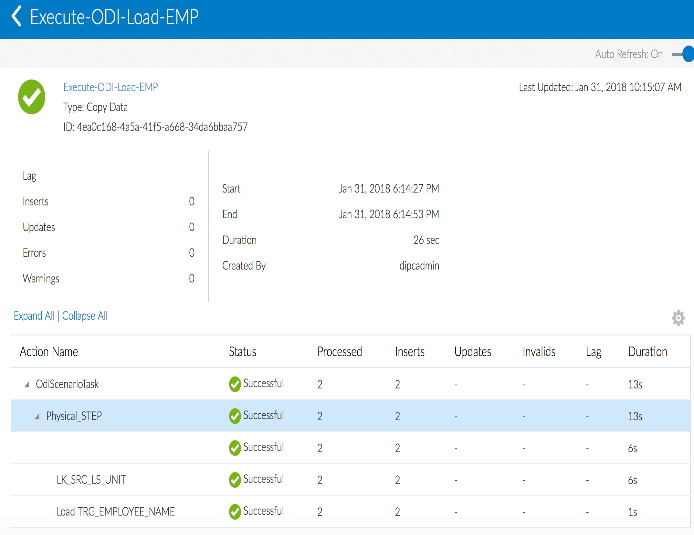 Execute-ODI-Load-EMP
Auto Refresh: On
Execute-ODI-Load-EMP
Last Updated: Jan 31, 2018 10:15:07 AM
Type: Copy Data
ID: 4ea0c168-4a5a-41f5-a668-34da6bbaa757
Lag
Inserts 0
Updates 0
Errors 0
Warnings 0
Start Jan 31, 2018 6:14:27 PM
End Jan 31, 2018 6:14:53 PM
Duration 26 sec
Created By dipcadmin
Expand All | Collapse All
Action Name Status Processed Inserts Updates Invalids Lag Duration
OdiScenarioTask Successful 2 2 - - - 13s
Physical_STEP Successful 2 2 - - - 13s
Successful 2 2 - - - 6s
LK_SRC_LS_UNIT Successful 2 2 - - - 6s
Load TRG_EMPLOYEE_NAME Successful 2 2 - - - 1s